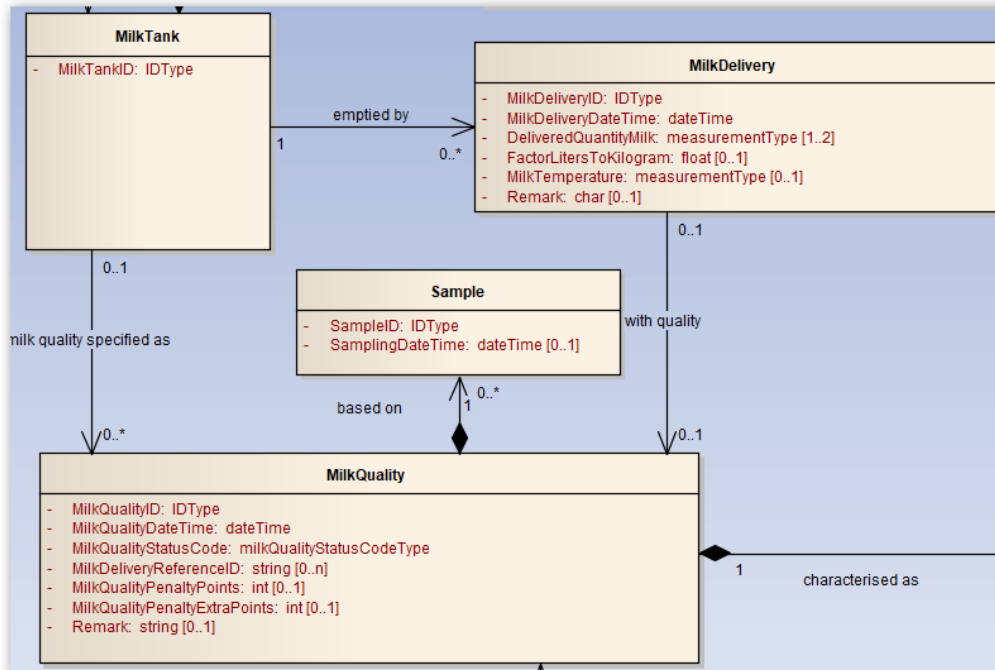 MilkTank
- MilkTankID: IDType
MilkDelivery
- MilkDeliveryID: IDType
- MilkDeliveryDateTime: dateTime
- DeliveredQuantityMilk: measurementType [1..2]
- FactorLitersToKilogram: float [0..1]
- MilkTemperature: measurementType [0..1]
- Remark: char [0..1]
emptied by
1
0..*
0..1
0..1
Sample
- SampleID: IDType
- SamplingDateTime: dateTime [0..1]
with quality
milk quality specified as
0..*
based on
1
0..*
0..1
MilkQuality
- MilkQualityID: IDType
- MilkQualityDateTime: dateTime
- MilkQualityStatusCode: milkQualityStatusCodeType
- MilkDeliveryReferenceID: string [0..n]
- MilkQualityPenaltyPoints: int [0..1]
- MilkQualityPenaltyExtraPoints: int [0..1]
- Remark: string [0..1]
1
characterised as